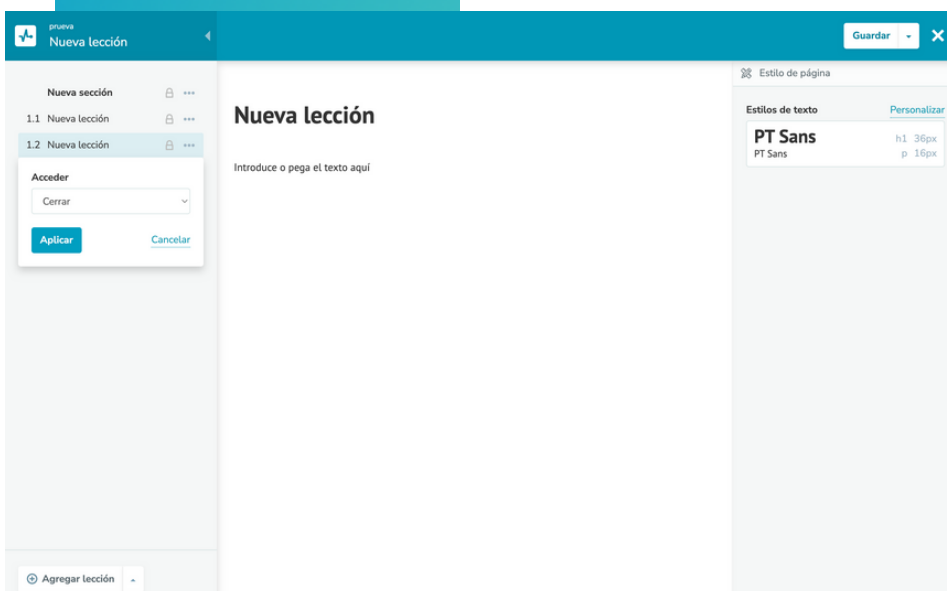 prueva
Nueva lección
Guardar
Nueva sección
1.1 Nueva lección
1.2 Nueva lección
Acceder
Cerrar
Aplicar
Cancelar
Agregar lección
Nueva lección
Introduce o pega el texto aquí
Estilo de página
Estilos de texto
Personalizar
PT Sans
h1 36px
PT Sans
p 16px